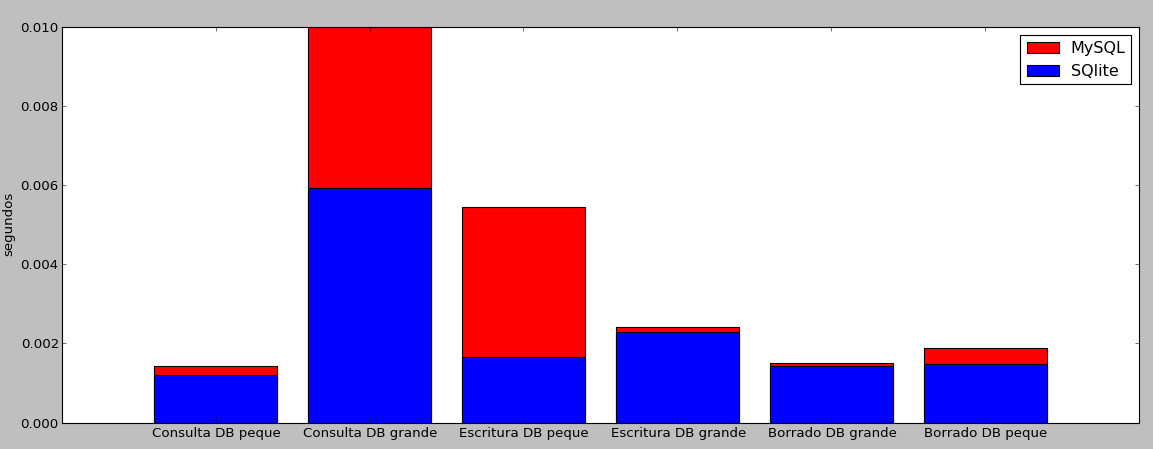 0.010
0.008
0.006
0.004
0.002
0.000
segundos
MySQL
SQlite
Consulta DB peque
Consulta DB grande
Escritura DB peque
Escritura DB grande
Borrado DB grande
Borrado DB peque